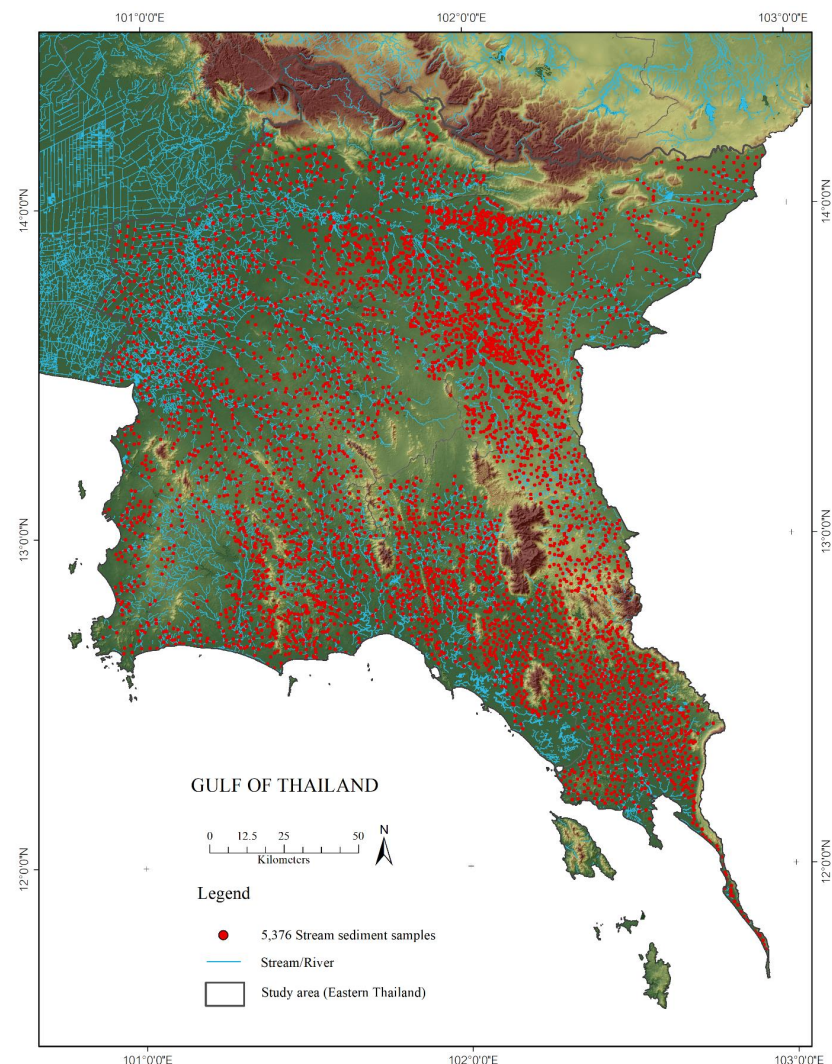 101°0'0"E 102°0'0"E 103°0'0"E
14°0'0"N 14°0'0"N
13°0'0"N 13°0'0"N
GULF OF THAILAND
0 12.5 25 50
Kilometers
N
12°0'0"N 12°0'0"N
Legend
5,376 Stream sediment samples
Stream/River
Study area (Eastern Thailand)
101°0'0"E 102°0'0"E 103°0'0"E